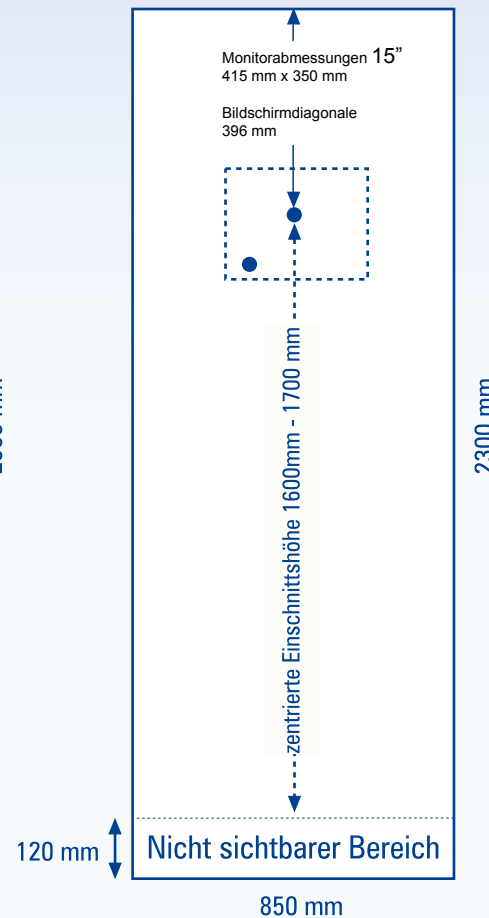 Monitorabmessungen 15”
415 mm x 350 mm
Bildschirmdiagonale
396 mm
zentrierte Einschnittshöhe 1600mm - 1700 mm
2300 mm
120 mm
Nicht sichtbarer Bereich
850 mm